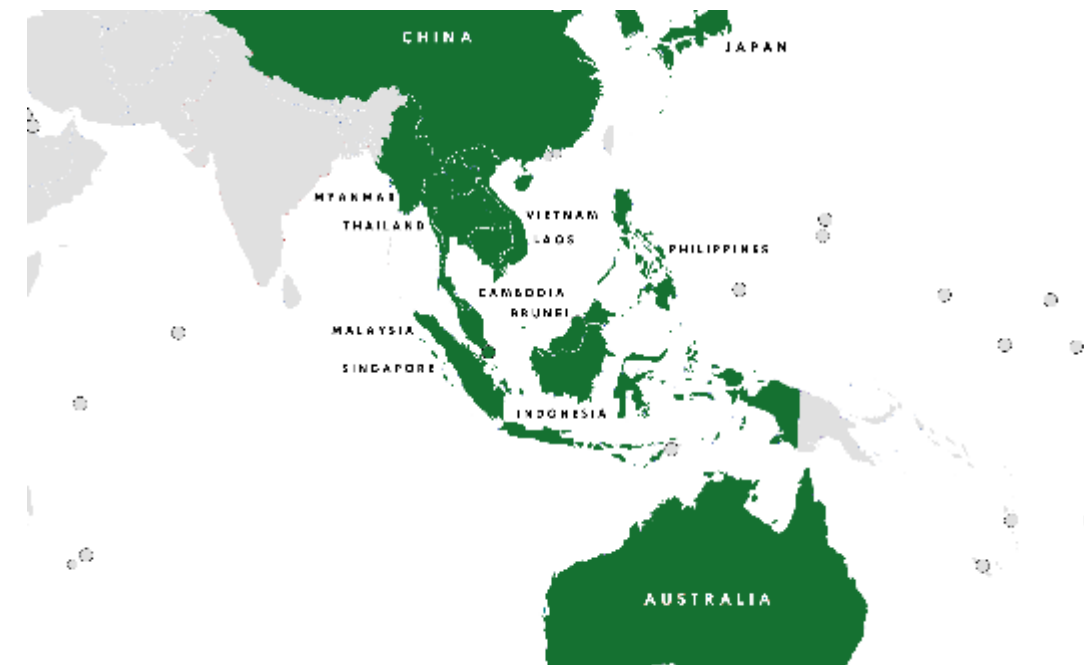 CHINA
JAPAN
MYANMAR
THAILAND
VIETNAM
LAOS
PHILIPPINES
CAMBODIA
BRUNEI
MALAYSIA
SINGAPORE
INDONESIA
AUSTRALIA